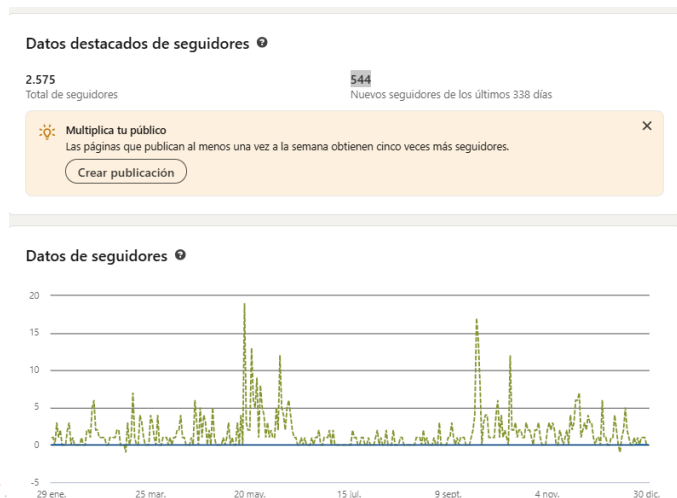 Datos destacados de seguidores
2.575
Total de seguidores
544
Nuevos seguidores de los últimos 338 días
Multiplica tu público
Las páginas que publican al menos una vez a la semana obtienen cinco veces más seguidores.
Crear publicación
Datos de seguidores
20
15
10
5
0
-5
29 ene. 25 mar. 20 may. 15 jul. 9 sept. 4 nov. 30 dic.